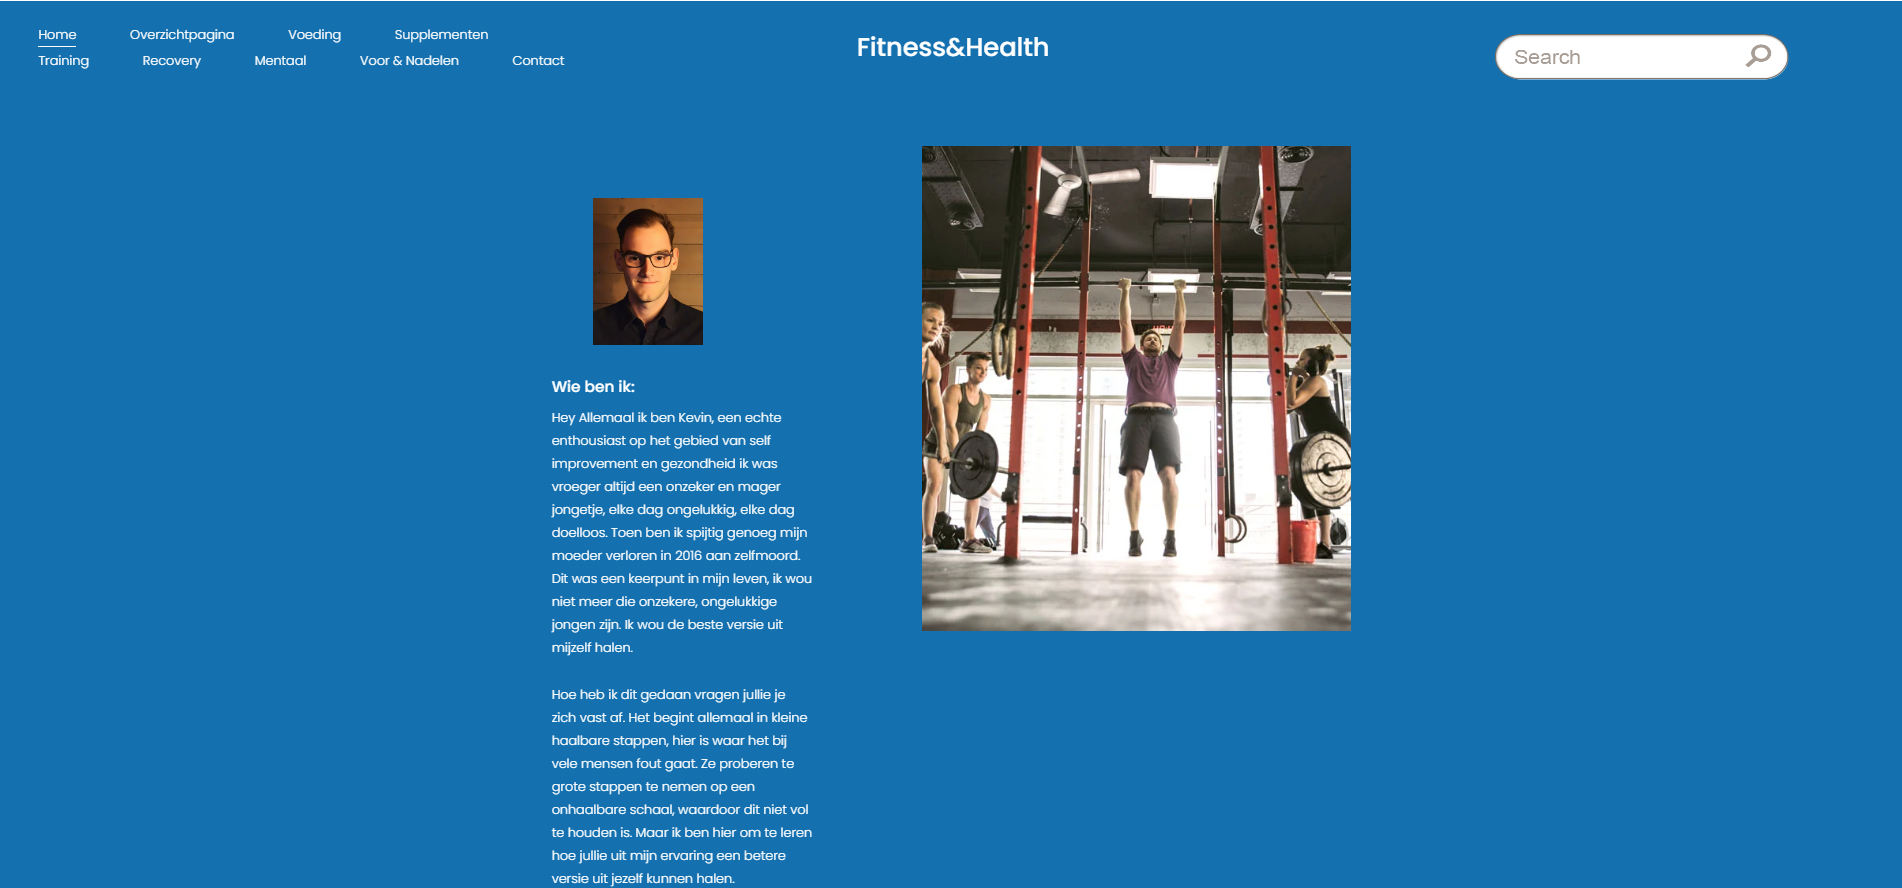 Home Overzichtpagina Voeding Supplementen
Training Recovery Mentaal Voor & Nadelen Contact
Fitness&Health
Search
Wie ben ik:
Hey Allemaal ik ben Kevin, een echte
enthousiast op het gebied van self
improvement en gezondheid ik was
vroeger altijd een onzeker en mager
jongetje, elke dag ongelukkig, elke dag
doelloos. Toen ben ik spijtig genoeg mijn
moeder verloren in 2016 aan zelfmoord.
Dit was een keerpunt in mijn leven, ik wou
niet meer die onzekere, ongelukkige
jongen zijn. Ik wou de beste versie uit
mijzelf halen.
Hoe heb ik dit gedaan vragen jullie je
zich vast af. Het begint allemaal in kleine
haalbare stappen, hier is waar het bij
vele mensen fout gaat. Ze proberen te
grote stappen te nemen op een
onhaalbare schaal, waardoor dit niet vol
te houden is. Maar ik ben hier om te leren
hoe jullie uit mijn ervaring een betere
versie uit jezelf kunnen halen.